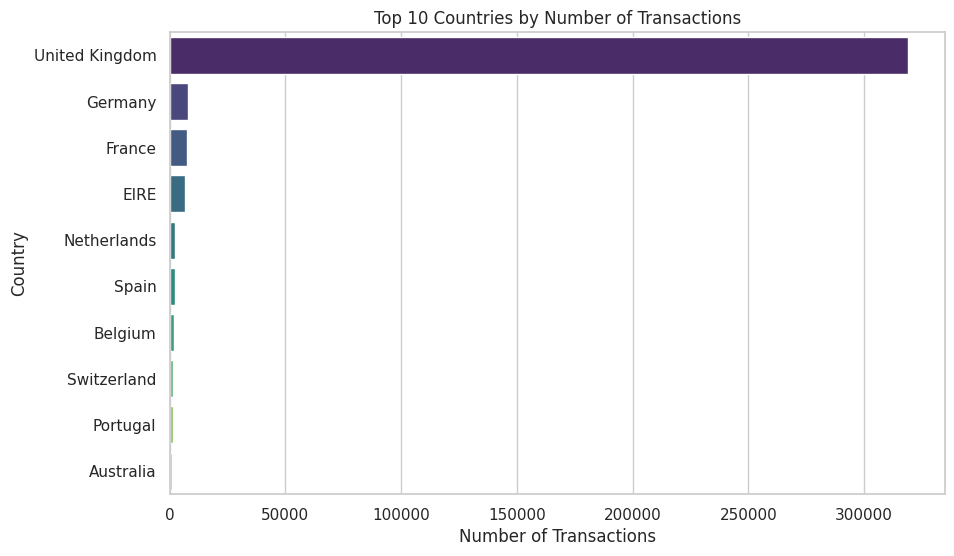 Top 10 Countries by Number of Transactions
United Kingdom
Germany
France
EIRE
Netherlands
Spain
Belgium
Switzerland
Portugal
Australia
Country
0 50000 100000 150000 200000 250000 300000
Number of Transactions